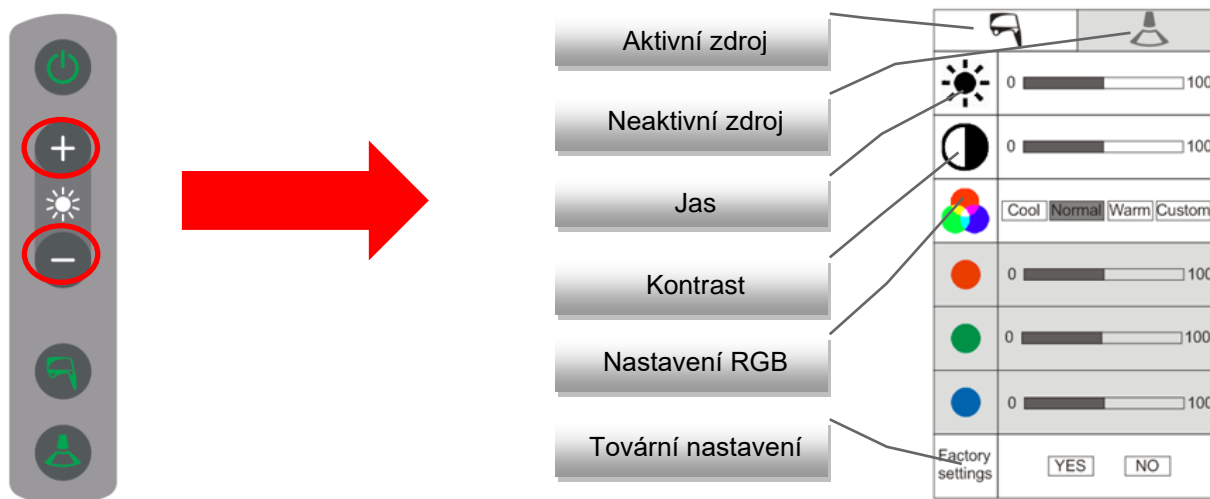 Aktivní zdroj
Neaktivní zdroj
Jas
Kontrast
Nastavení RGB
Tovární nastavení
0 100
0 100
Cool Normal Warm Custom
0 100
0 100
0 100
Factory
settings
YES NO